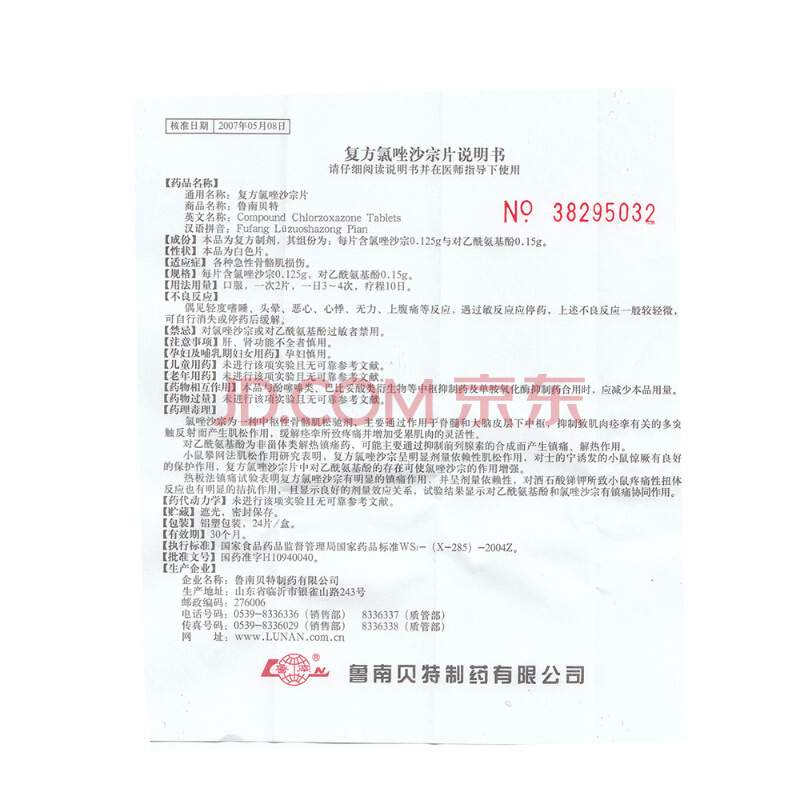 核准日期 2007年05月08日
复方氯唑沙宗片说明书
请仔细阅读说明书并在医师指导下使用
【药品名称】
通用名称：复方氯唑沙宗片
商品名称：鲁南贝特
英文名称：Compound Chlorzoxazone Tablets
汉语拼音：Fufang Lüzuoshazong Pian
№ 38295032
【成份】本品为复方制剂，其组份为：每片含氯唑沙宗0.125g与对乙酰氨基酚0.15g。
【性状】本品为白色片。
【适应症】各种急性骨骼肌损伤。
【规格】每片含氯唑沙宗0.125g，对乙酰氨基酚0.15g。
【用法用量】口服，一次2片，一日3～4次，疗程10日。
【不良反应】
偶见轻度嗜睡、头晕、恶心、心悸、无力、上腹痛等反应，遇过敏反应应停药，上述不良反应一般较轻微，
可自行消失或停药后缓解。
【禁忌】对氯唑沙宗或对乙酰氨基酚过敏者禁用。
【注意事项】肝、肾功能不全者慎用。
【孕妇及哺乳期妇女用药】孕妇慎用。
【儿童用药】未进行该项实验且无可靠参考文献。
【老年用药】未进行该项实验且无可靠参考文献。
【药物相互作用】本品与酚噻嗪类、巴比妥酸类衍生物等中枢抑制药及单胺氧化酶抑制药合用时，应减少本品用量。
【药物过量】未进行该项实验且无可靠参考文献。
JD.COM 京东
【药理毒理】
氯唑沙宗为一种中枢性骨骼肌松驰剂，主要通过作用于脊髓和大脑皮层下中枢，抑制致肌肉痉挛有关的多突
触反射而产生肌松作用，缓解痉挛所致疼痛并增加受累肌肉的灵活性。
对乙酰氨基酚为非甾体类解热镇痛药，可能主要通过抑制前列腺素的合成而产生镇痛、解热作用。
小鼠攀网法肌松作用研究表明，复方氯唑沙宗呈明显剂量依赖性肌松作用，对士的宁诱发的小鼠惊厥有良好
的保护作用，复方氯唑沙宗片中对乙酰氨基酚的存在可使氯唑沙宗的作用增强。
热板法镇痛试验表明复方氯唑沙宗有明显的镇痛作用，并呈剂量依赖性，对酒石酸锑钾所致小鼠疼痛性扭体
反应也有明显的拮抗作用，且显示良好的剂量效应关系，试验结果显示对乙酰氨基酚和氯唑沙宗有镇痛协同作用。
【药代动力学】未进行该项实验且无可靠参考文献。
【贮藏】遮光，密封保存。
【包装】铝塑包装，24片／盒。
【有效期】30个月。
【执行标准】国家食品药品监督管理局国家药品标准WS₁-（X-285）-2004Z。
【批准文号】国药准字H10940040。
【生产企业】
企业名称：鲁南贝特制药有限公司
生产地址：山东省临沂市银雀山路243号
邮政编码：276006
电话号码：0539-8336336（销售部） 8336337（质管部）
传真号码：0539-8336029（销售部） 8336338（质管部）
网 址：www.LUNAN.com.cn
鲁南贝特制药有限公司